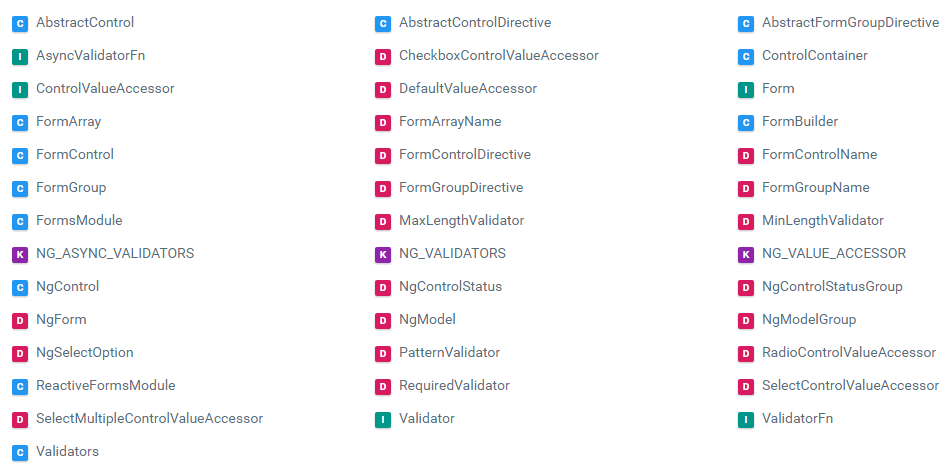 C AbstractControl C AbstractControlDirective C AbstractFormGroupDirective
I AsyncValidatorFn D CheckboxControlValueAccessor C ControlContainer
I ControlValueAccessor D DefaultValueAccessor I Form
C FormArray D FormArrayName C FormBuilder
C FormControl D FormControlDirective D FormControlName
C FormGroup D FormGroupDirective D FormGroupName
C FormsModule D MaxLengthValidator D MinLengthValidator
K NG_ASYNC_VALIDATORS K NG_VALIDATORS K NG_VALUE_ACCESSOR
C NgControl D NgControlStatus D NgControlStatusGroup
D NgForm D NgModel D NgModelGroup
D NgSelectOption D PatternValidator D RadioControlValueAccessor
C ReactiveFormsModule D RequiredValidator D SelectControlValueAccessor
D SelectMultipleControlValueAccessor I Validator I ValidatorFn
C Validators